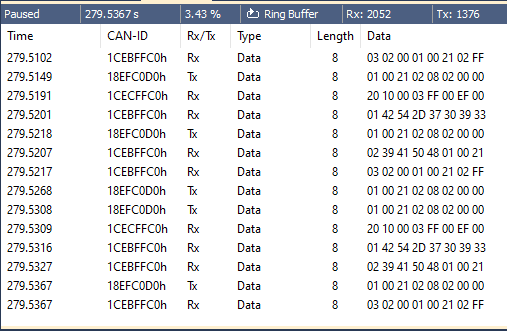 Paused 279.5367 s 3.43 % Ring Buffer Rx: 2052 Tx: 1376
Time CAN-ID Rx/Tx Type Length Data
279.5102 1CEBFFC0h Rx Data 8 03 02 00 01 00 21 02 FF
279.5149 18EFC0D0h Tx Data 8 01 00 21 02 08 02 00 00
279.5191 1CECFFC0h Rx Data 8 20 10 00 03 FF 00 EF 00
279.5201 1CEBFFC0h Rx Data 8 01 42 54 2D 37 30 39 33
279.5218 18EFC0D0h Tx Data 8 01 00 21 02 08 02 00 00
279.5207 1CEBFFC0h Rx Data 8 02 39 41 50 48 01 00 21
279.5217 1CEBFFC0h Rx Data 8 03 02 00 01 00 21 02 FF
279.5268 18EFC0D0h Tx Data 8 01 00 21 02 08 02 00 00
279.5308 18EFC0D0h Tx Data 8 01 00 21 02 08 02 00 00
279.5309 1CECFFC0h Rx Data 8 20 10 00 03 FF 00 EF 00
279.5316 1CEBFFC0h Rx Data 8 01 42 54 2D 37 30 39 33
279.5327 1CEBFFC0h Rx Data 8 02 39 41 50 48 01 00 21
279.5367 18EFC0D0h Tx Data 8 01 00 21 02 08 02 00 00
279.5367 1CEBFFC0h Rx Data 8 03 02 00 01 00 21 02 FF